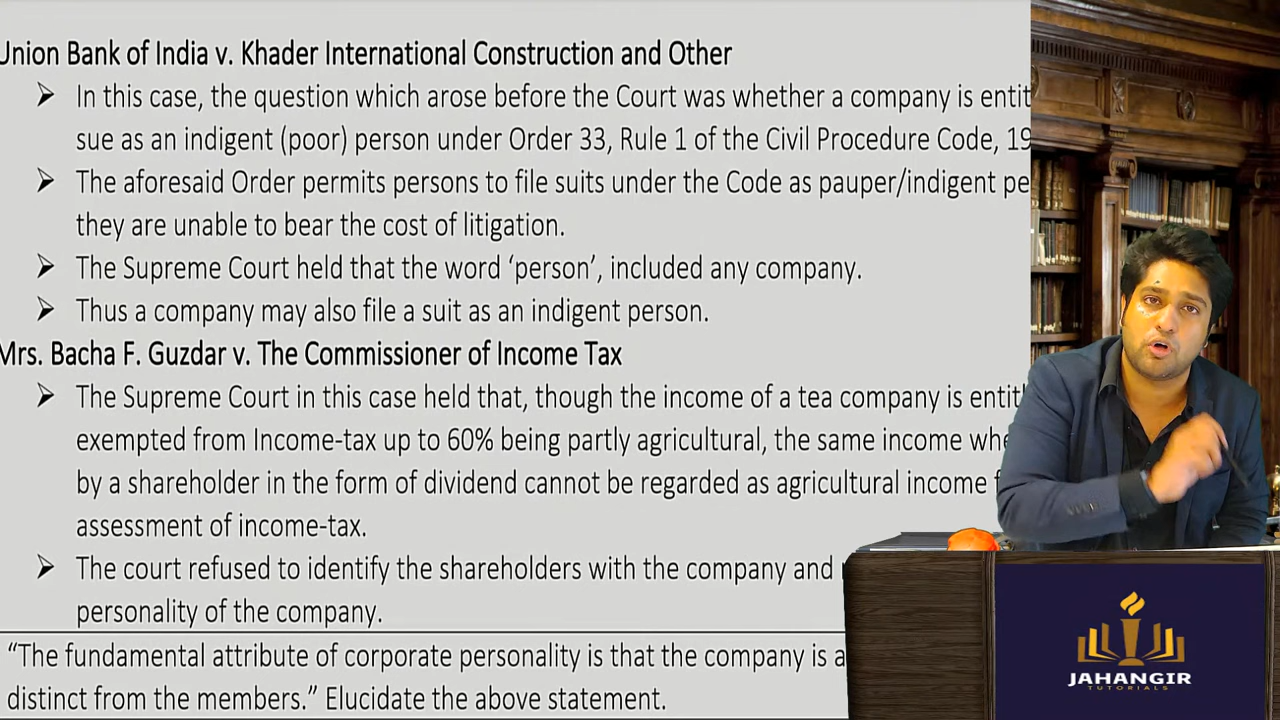 Union Bank of India v. Khader International Construction and Other
➤ In this case, the question which arose before the Court was whether a company is entit
sue as an indigent (poor) person under Order 33, Rule 1 of the Civil Procedure Code, 19
➤ The aforesaid Order permits persons to file suits under the Code as pauper/indigent pe
they are unable to bear the cost of litigation.
➤ The Supreme Court held that the word ‘person’, included any company.
➤ Thus a company may also file a suit as an indigent person.
Mrs. Bacha F. Guzdar v. The Commissioner of Income Tax
➤ The Supreme Court in this case held that, though the income of a tea company is entitl
exempted from Income-tax up to 60% being partly agricultural, the same income whe
by a shareholder in the form of dividend cannot be regarded as agricultural income f
assessment of income-tax.
➤ The court refused to identify the shareholders with the company and
personality of the company.
“The fundamental attribute of corporate personality is that the company is a
distinct from the members.” Elucidate the above statement.
JAHANGIR
TUTORIALS